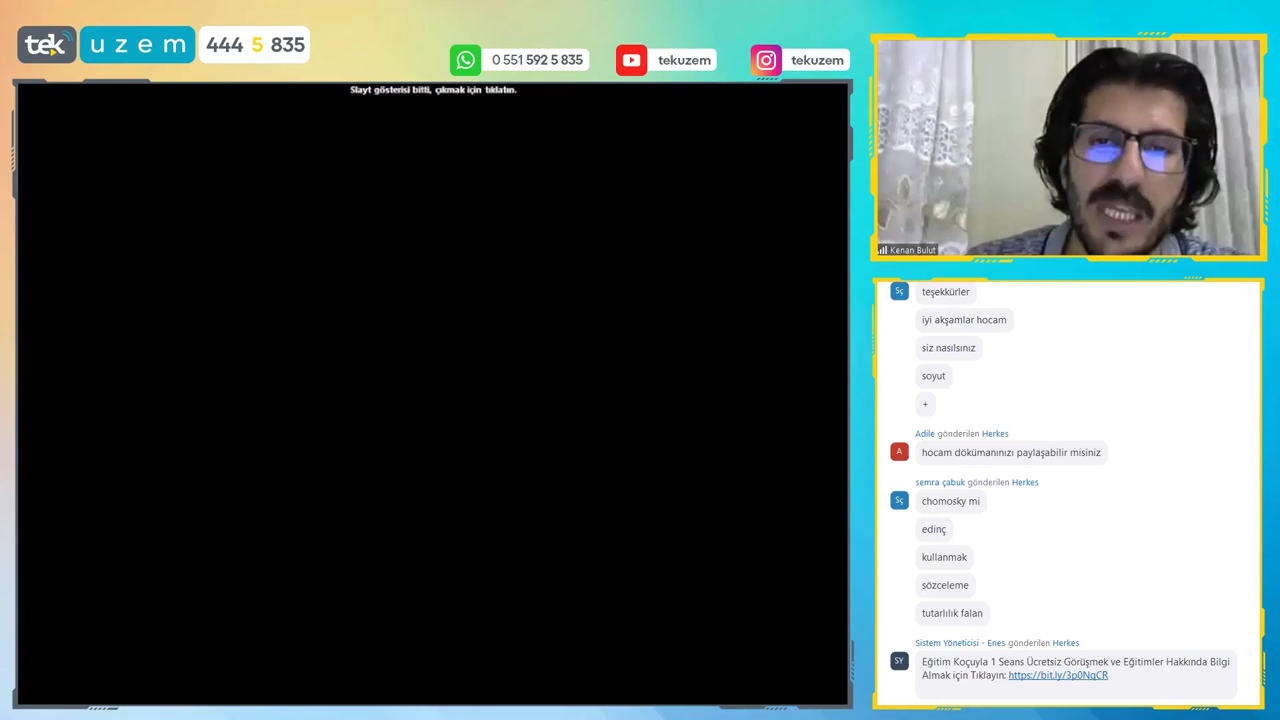 tek uzem 444 5 835
0 551 592 5 835
tekuzem
tekuzem
Slayt gösterisi bitti, çıkmak için tıklatın.
Kenan Bulut
Sç
teşekkürler
iyi akşamlar hocam
siz nasılsınız
soyut
+
Adile gönderilen Herkes
A
hocam dökümanınızı paylaşabilir misiniz
semra çabuk gönderilen Herkes
Sç
chomosky mi
edinç
kullanmak
sözceleme
tutarlılık falan
Sistem Yöneticisi - Enes gönderilen Herkes
SY
Eğitim Koçuyla 1 Seans Ücretsiz Görüşmek ve Eğitimler Hakkında Bilgi
Almak için Tıklayın: https://bit.ly/3p0NqCR